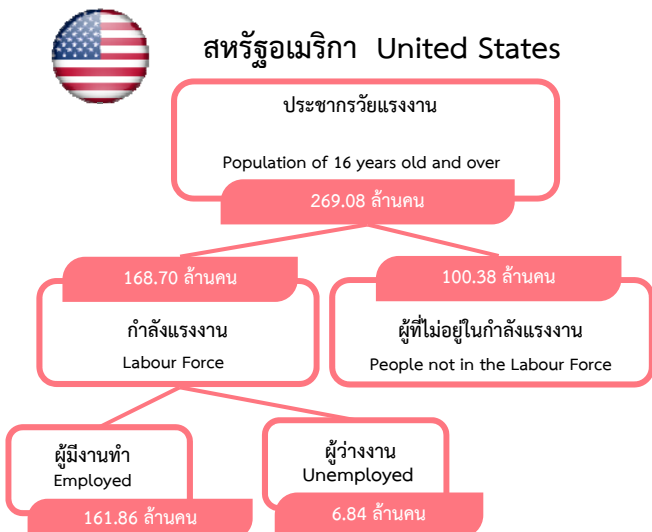 สหรัฐอเมริกา United States
ประชากรวัยแรงงาน
Population of 16 years old and over
269.08 ล้านคน
168.70 ล้านคน
กำลังแรงงาน
Labour Force
100.38 ล้านคน
ผู้ที่ไม่อยู่ในกำลังแรงงาน
People not in the Labour Force
ผู้มีงานทำ
Employed
161.86 ล้านคน
ผู้ว่างงาน
Unemployed
6.84 ล้านคน